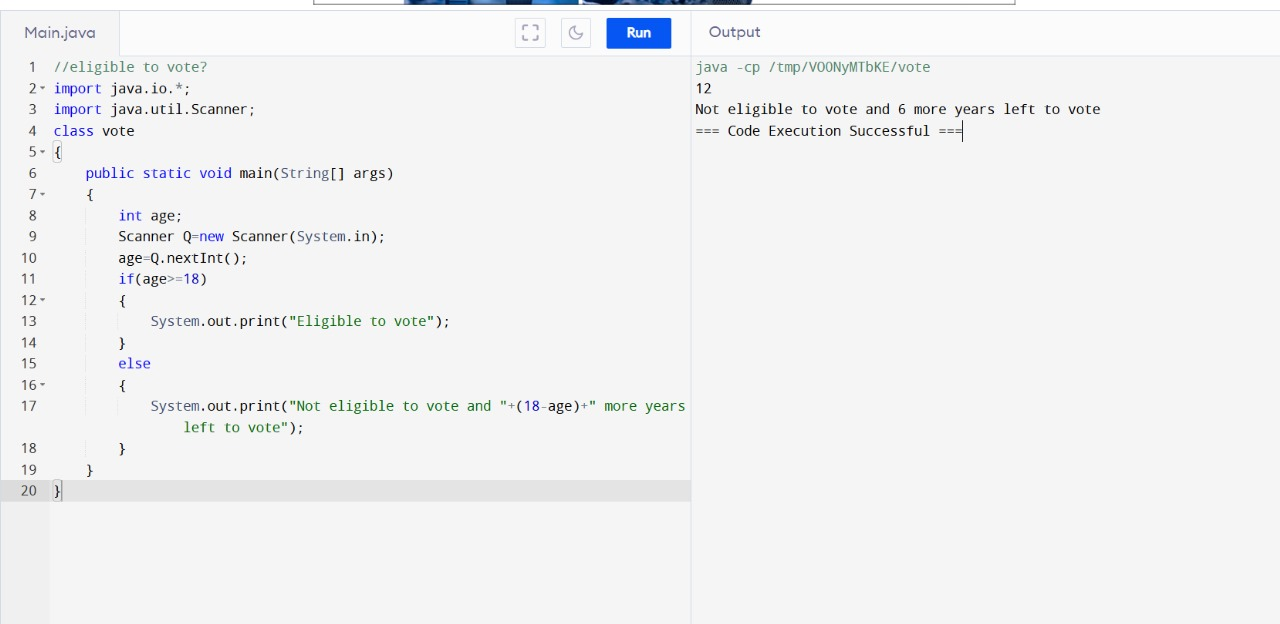 Main.java
Run
Output
1 //eligible to vote?
2 import java.io.*;
3 import java.util.Scanner;
4 class vote
5 {
6 public static void main(String[] args)
7 {
8 int age;
9 Scanner Q=new Scanner(System.in);
10 age=Q.nextInt();
11 if(age>=18)
12 {
13 System.out.print("Eligible to vote");
14 }
15 else
16 {
17 System.out.print("Not eligible to vote and "+(18-age)+" more years
left to vote");
18 }
19 }
20 }
java -cp /tmp/VOONyMTbKE/vote
12
Not eligible to vote and 6 more years left to vote
=== Code Execution Successful ===